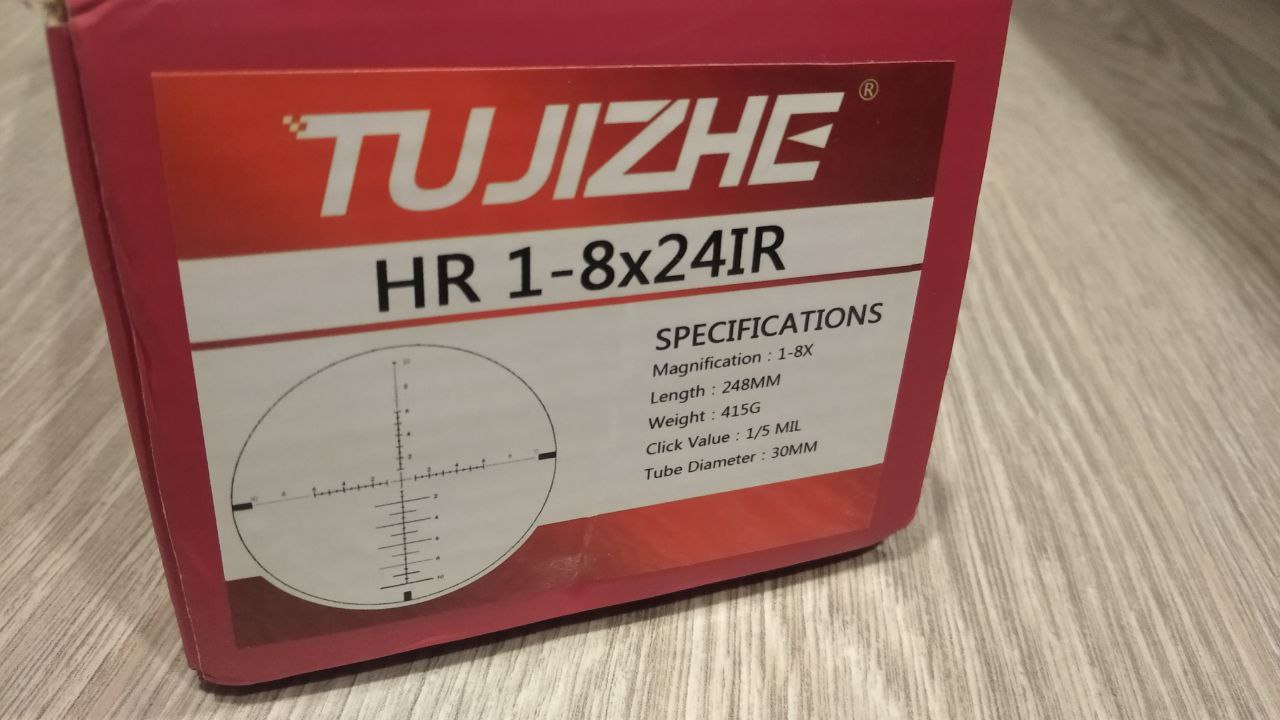 TUJIZHE ®
HR 1-8x24IR
SPECIFICATIONS
Magnification : 1-8X
Length : 248MM
Weight : 415G
Click Value : 1/5 MIL
Tube Diameter : 30MM